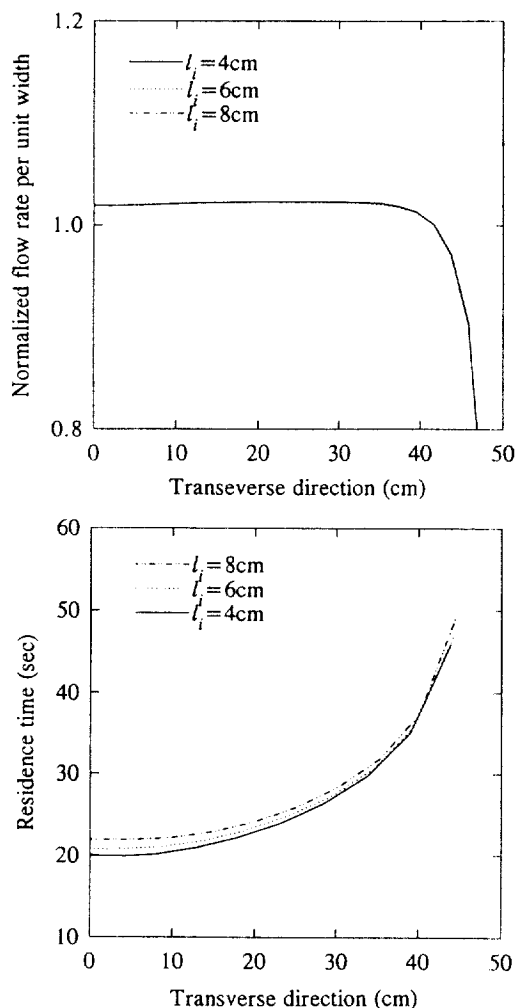 1.2
l_i=4cm
l_i=6cm
l_i=8cm
1.0
0.8
Normalized flow rate per unit width
0 10 20 30 40 50
Transeverse direction (cm)
60
l_i=8cm
l_i=6cm
l_i=4cm
50
40
30
20
10
Residence time (sec)
0 10 20 30 40 50
Transverse direction (cm)